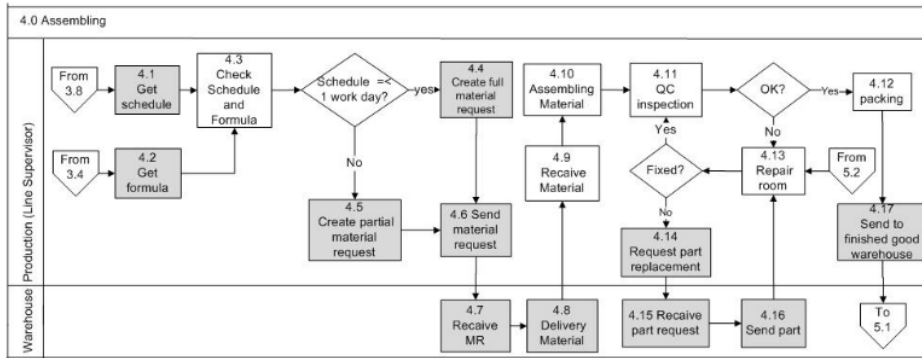 4.0 Assembling
Production (Line Supervisor)
From
3.8
4.1
Get
schedule
4.3
Check
Schedule
and
Formula
Schedule =<
1 work day?
yes
4.4
Create full
material
request
4.10
Assembling
Material
4.11
QC
inspection
OK?
Yes
4.12
packing
From
3.4
4.2
Get
formula
No
4.5
Create partial
material
request
4.6 Send
material
request
4.9
Recaive
Material
Yes
Fixed?
No
4.13
Repair
room
From
5.2
No
4.14
Request part
replacement
4.17
Send to
finished good
warehouse
Warehouse
4.7
Recaive
MR
4.8
Delivery
Material
4.15 Recaive
part request
4.16
Send part
To
5.1